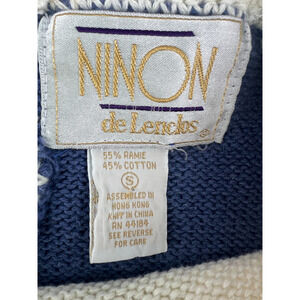 NINON
de Lenclos
55% RAMIE
45% COTTON
S
ASSEMBLED IN
HONG KONG
KNIT IN CHINA
RN 44184
SEE REVERSE
FOR CARE